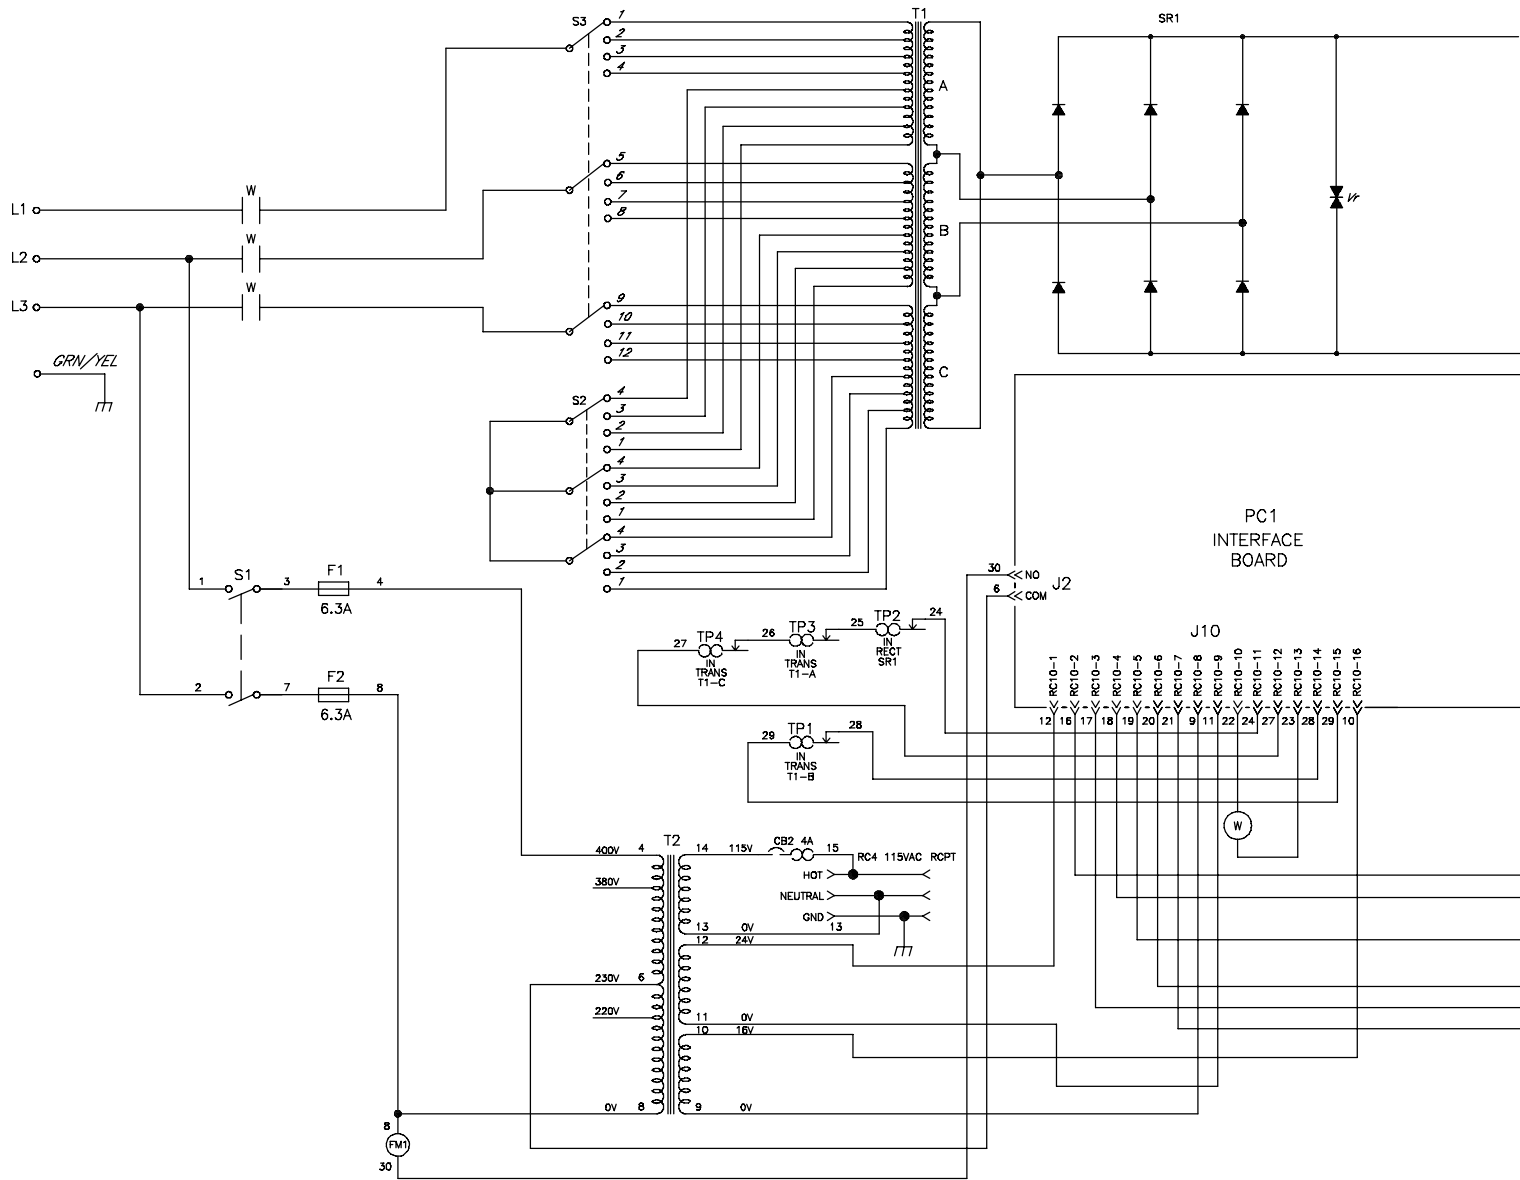 S3
1
2
3
4
T1
A
SR1
5
6
7
8
B
Vr
L1
W
L2
W
L3
W
GRN/YEL
9
10
11
12
C
S2
4
3
2
1
4
3
2
1
4
3
2
1
PC1
INTERFACE
BOARD
1
S1
3
F1
4
6.3A
2
7
F2
8
6.3A
30
NO
6
COM
J2
27
TP4
IN
TRANS
T1-C
26
TP3
IN
TRANS
T1-A
25
TP2
IN
RECT
SR1
24
29
TP1
IN
TRANS
T1-B
28
J10
RC10-1
RC10-2
RC10-3
RC10-4
RC10-5
RC10-6
RC10-7
RC10-8
RC10-9
RC10-10
RC10-11
RC10-12
RC10-13
RC10-14
RC10-15
RC10-16
12 16 17 18 19 20 21 9 11 22 24 27 23 28 29 10
W
T2
400V 4
380V
230V 6
220V
0V 8
14 115V
CB2 4A
15
RC4 115VAC RCPT
HOT
NEUTRAL
GND
13 0V 13
12 24V
11 0V
10 16V
9 0V
8
FM1
30